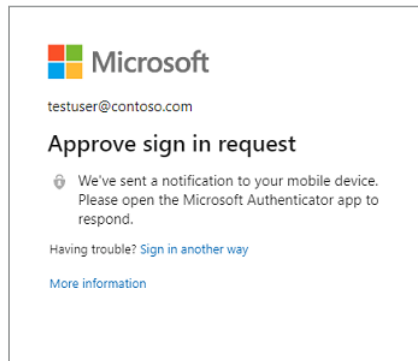 Microsoft
testuser@contoso.com
Approve sign in request
We've sent a notification to your mobile device.
Please open the Microsoft Authenticator app to
respond.
Having trouble? Sign in another way
More information